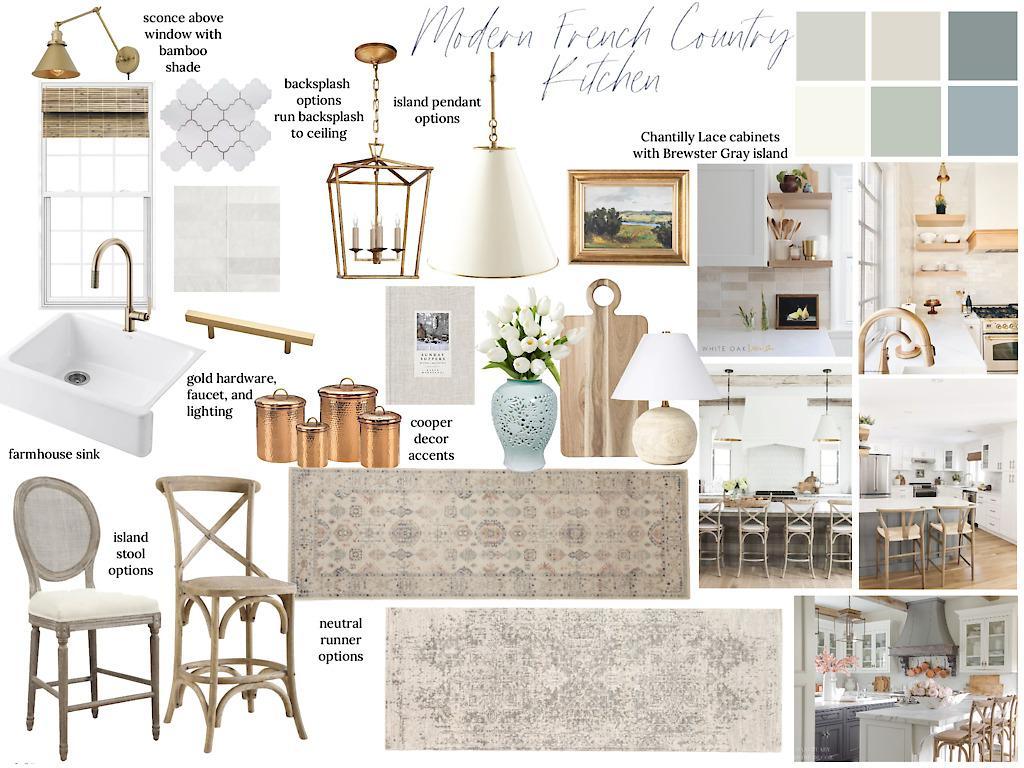 Modern French Country
Kitchen
sconce above
window with
bamboo
shade
backsplash
options
run backsplash
to ceiling
island pendant
options
Chantilly Lace cabinets
with Brewster Gray island
gold hardware,
faucet, and
lighting
SUNDAY
SUPPERS
WHITE OAK
cooper
decor
accents
farmhouse sink
island
stool
options
neutral
runner
options